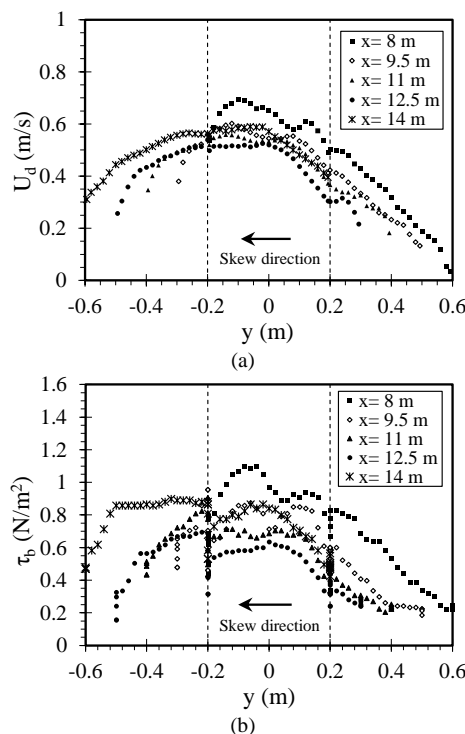 1
0.8
0.6
0.4
0.2
0
U_d (m/s)
x= 8 m
x= 9.5 m
x= 11 m
x= 12.5 m
x= 14 m
Skew direction
-0.6 -0.4 -0.2 0 0.2 0.4 0.6
y (m)
(a)
1.6
1.4
1.2
1
0.8
0.6
0.4
0.2
0
τ_b (N/m²)
x= 8 m
x= 9.5 m
x= 11 m
x= 12.5 m
x= 14 m
Skew direction
-0.6 -0.4 -0.2 0 0.2 0.4 0.6
y (m)
(b)